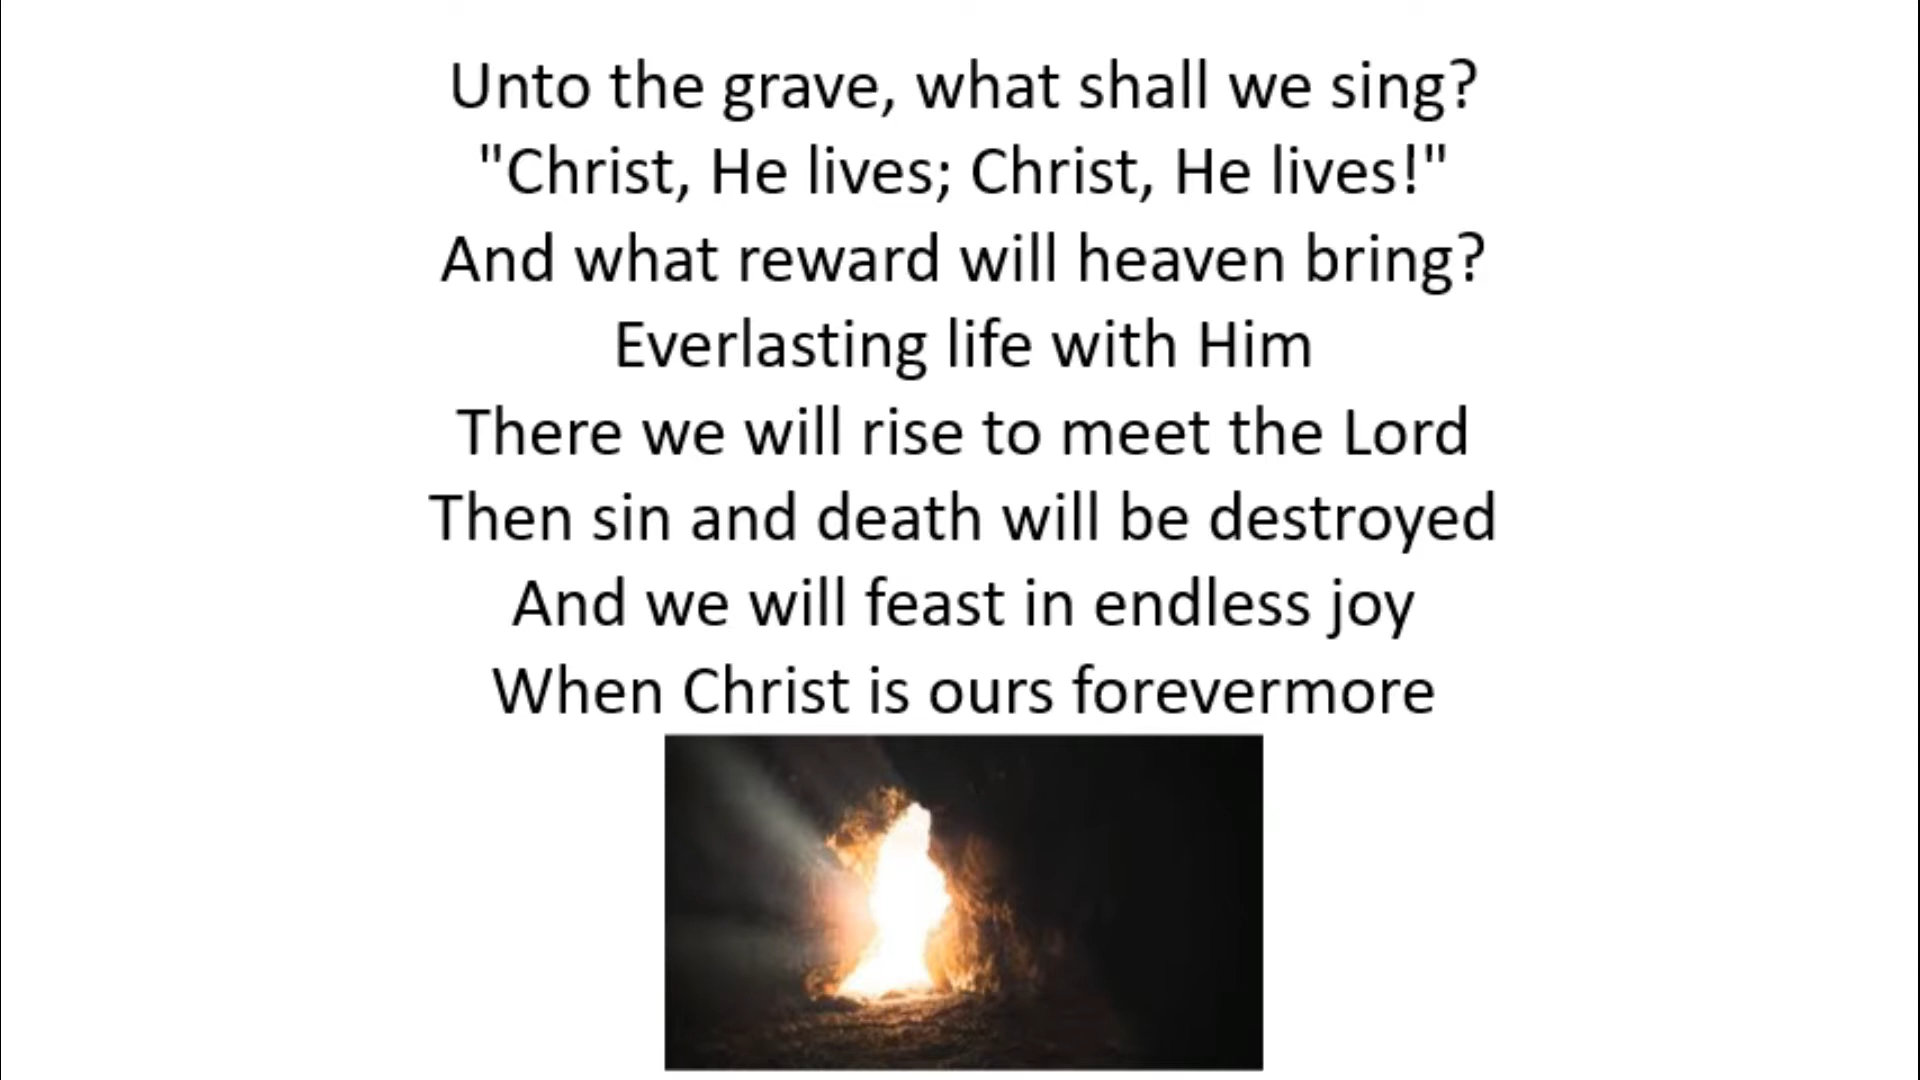 Unto the grave, what shall we sing?
"Christ, He lives; Christ, He lives!"
And what reward will heaven bring?
Everlasting life with Him
There we will rise to meet the Lord
Then sin and death will be destroyed
And we will feast in endless joy
When Christ is ours forevermore